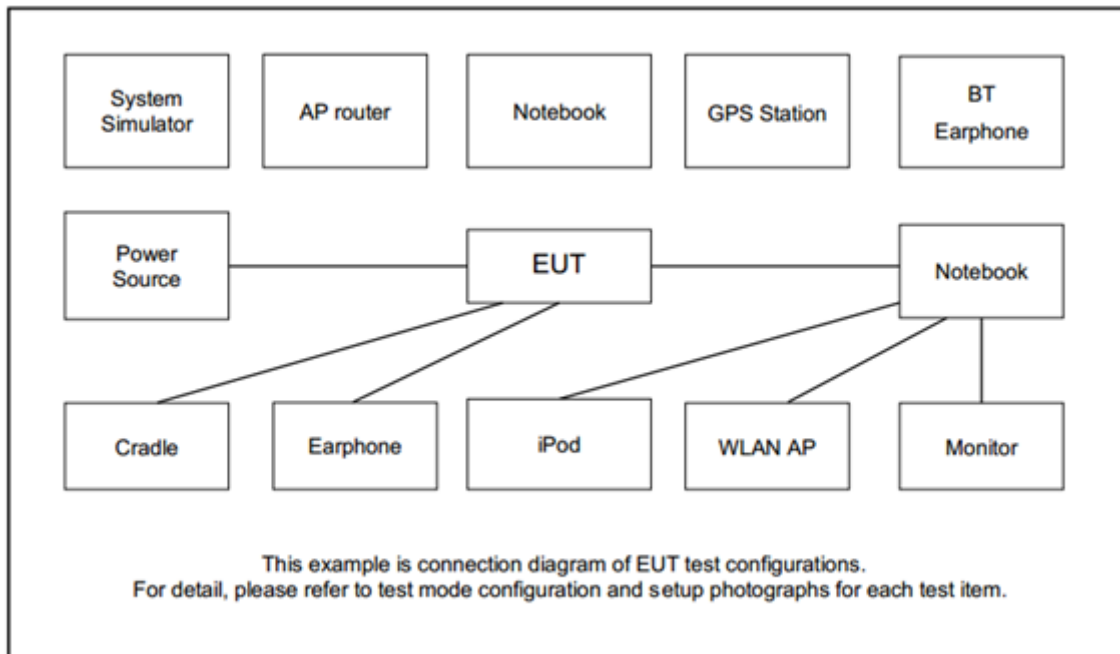 System
Simulator
AP router
Notebook
GPS Station
BT
Earphone
Power
Source
EUT
Notebook
Cradle
Earphone
iPod
WLAN AP
Monitor
This example is connection diagram of EUT test configurations.
For detail, please refer to test mode configuration and setup photographs for each test item.